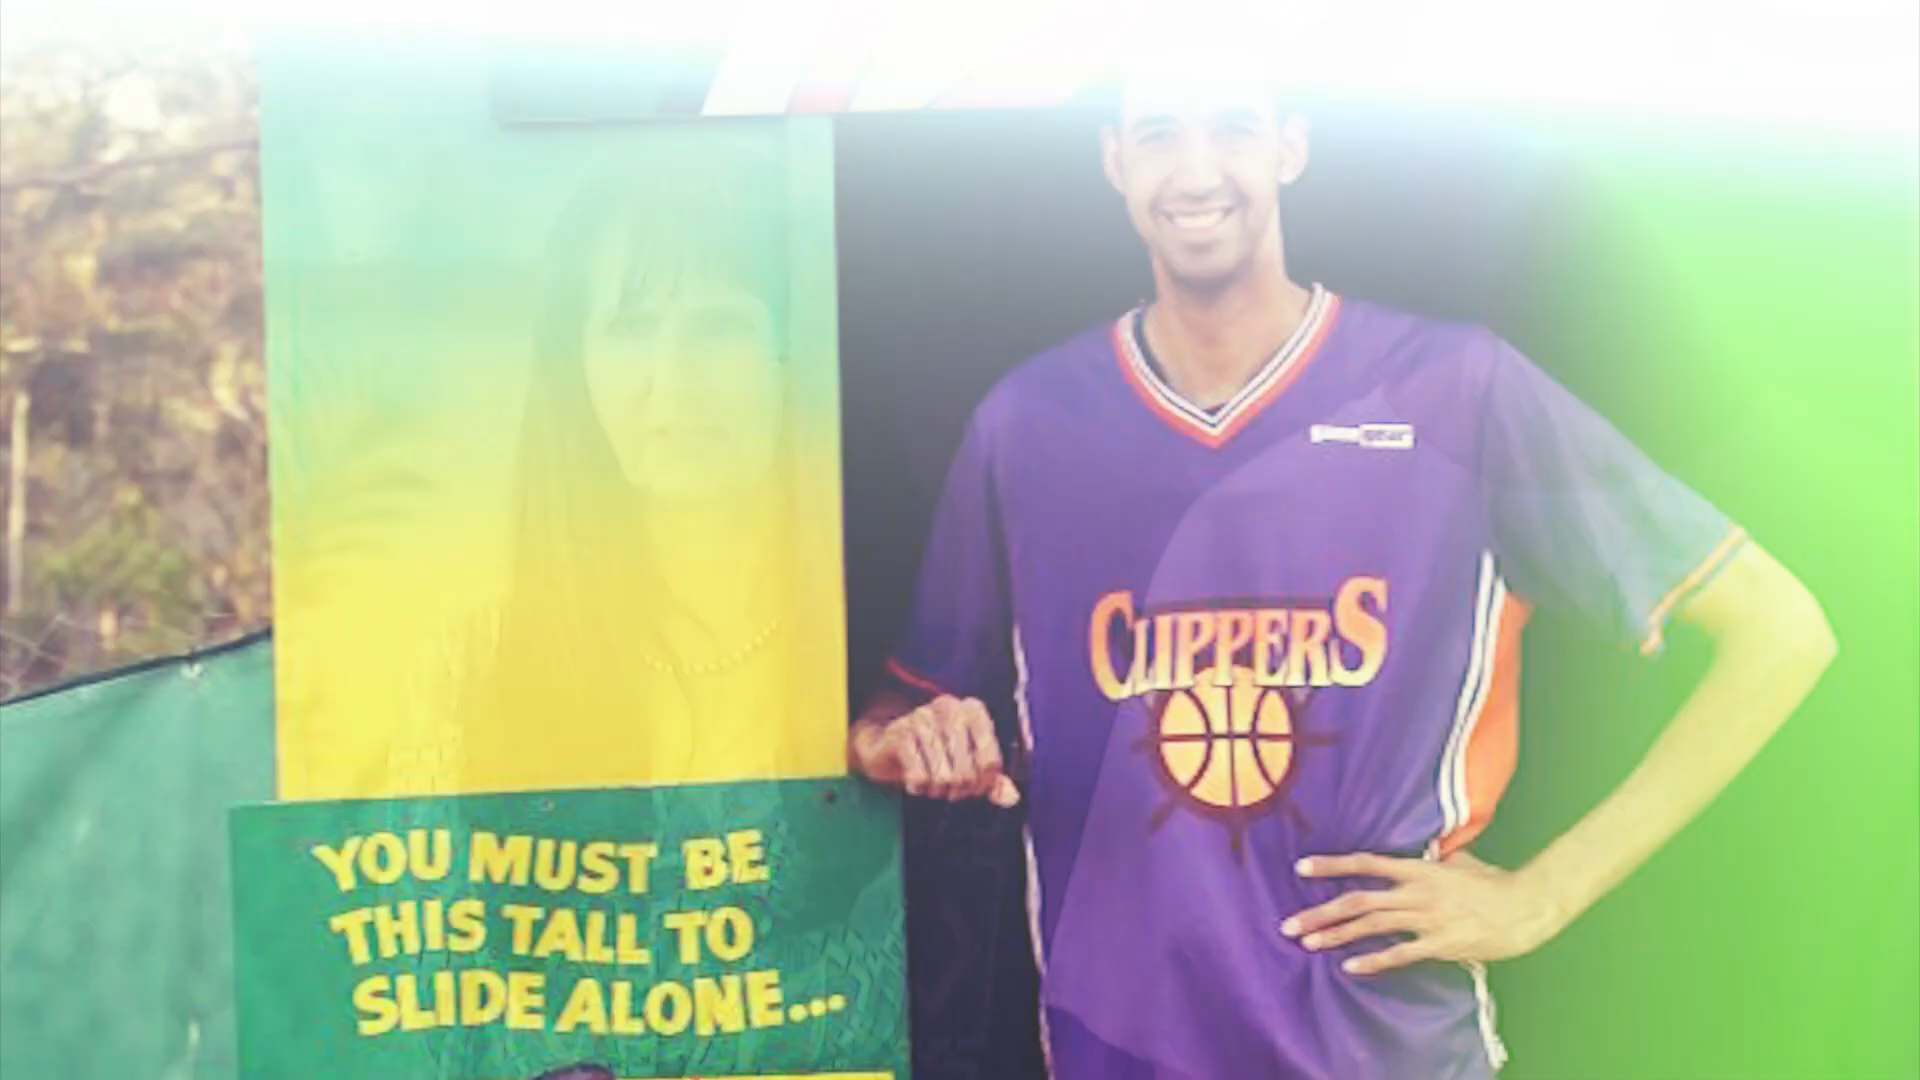 CLIPPERS
YOU MUST BE
THIS TALL TO
SLIDE ALONE...